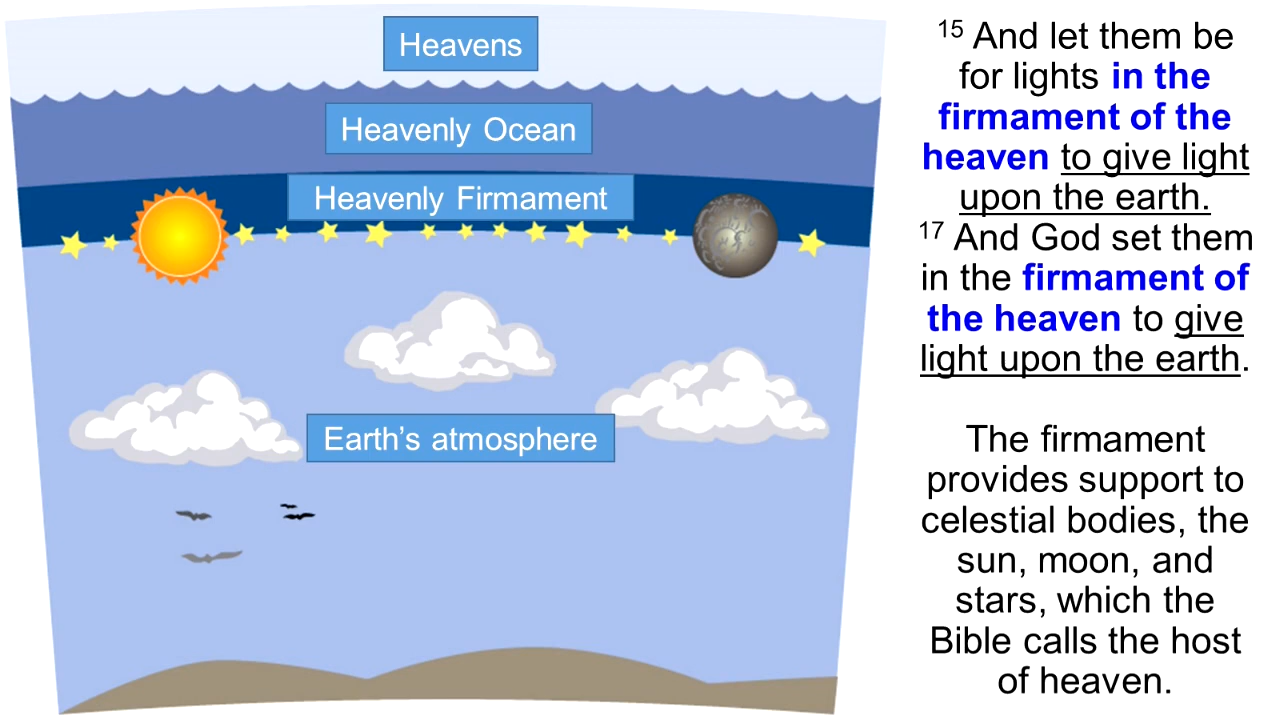 Heavens
Heavenly Ocean
Heavenly Firmament
Earth’s atmosphere
15 And let them be
for lights in the
firmament of the
heaven to give light
upon the earth.
17 And God set them
in the firmament of
the heaven to give
light upon the earth.
The firmament
provides support to
celestial bodies, the
sun, moon, and
stars, which the
Bible calls the host
of heaven.